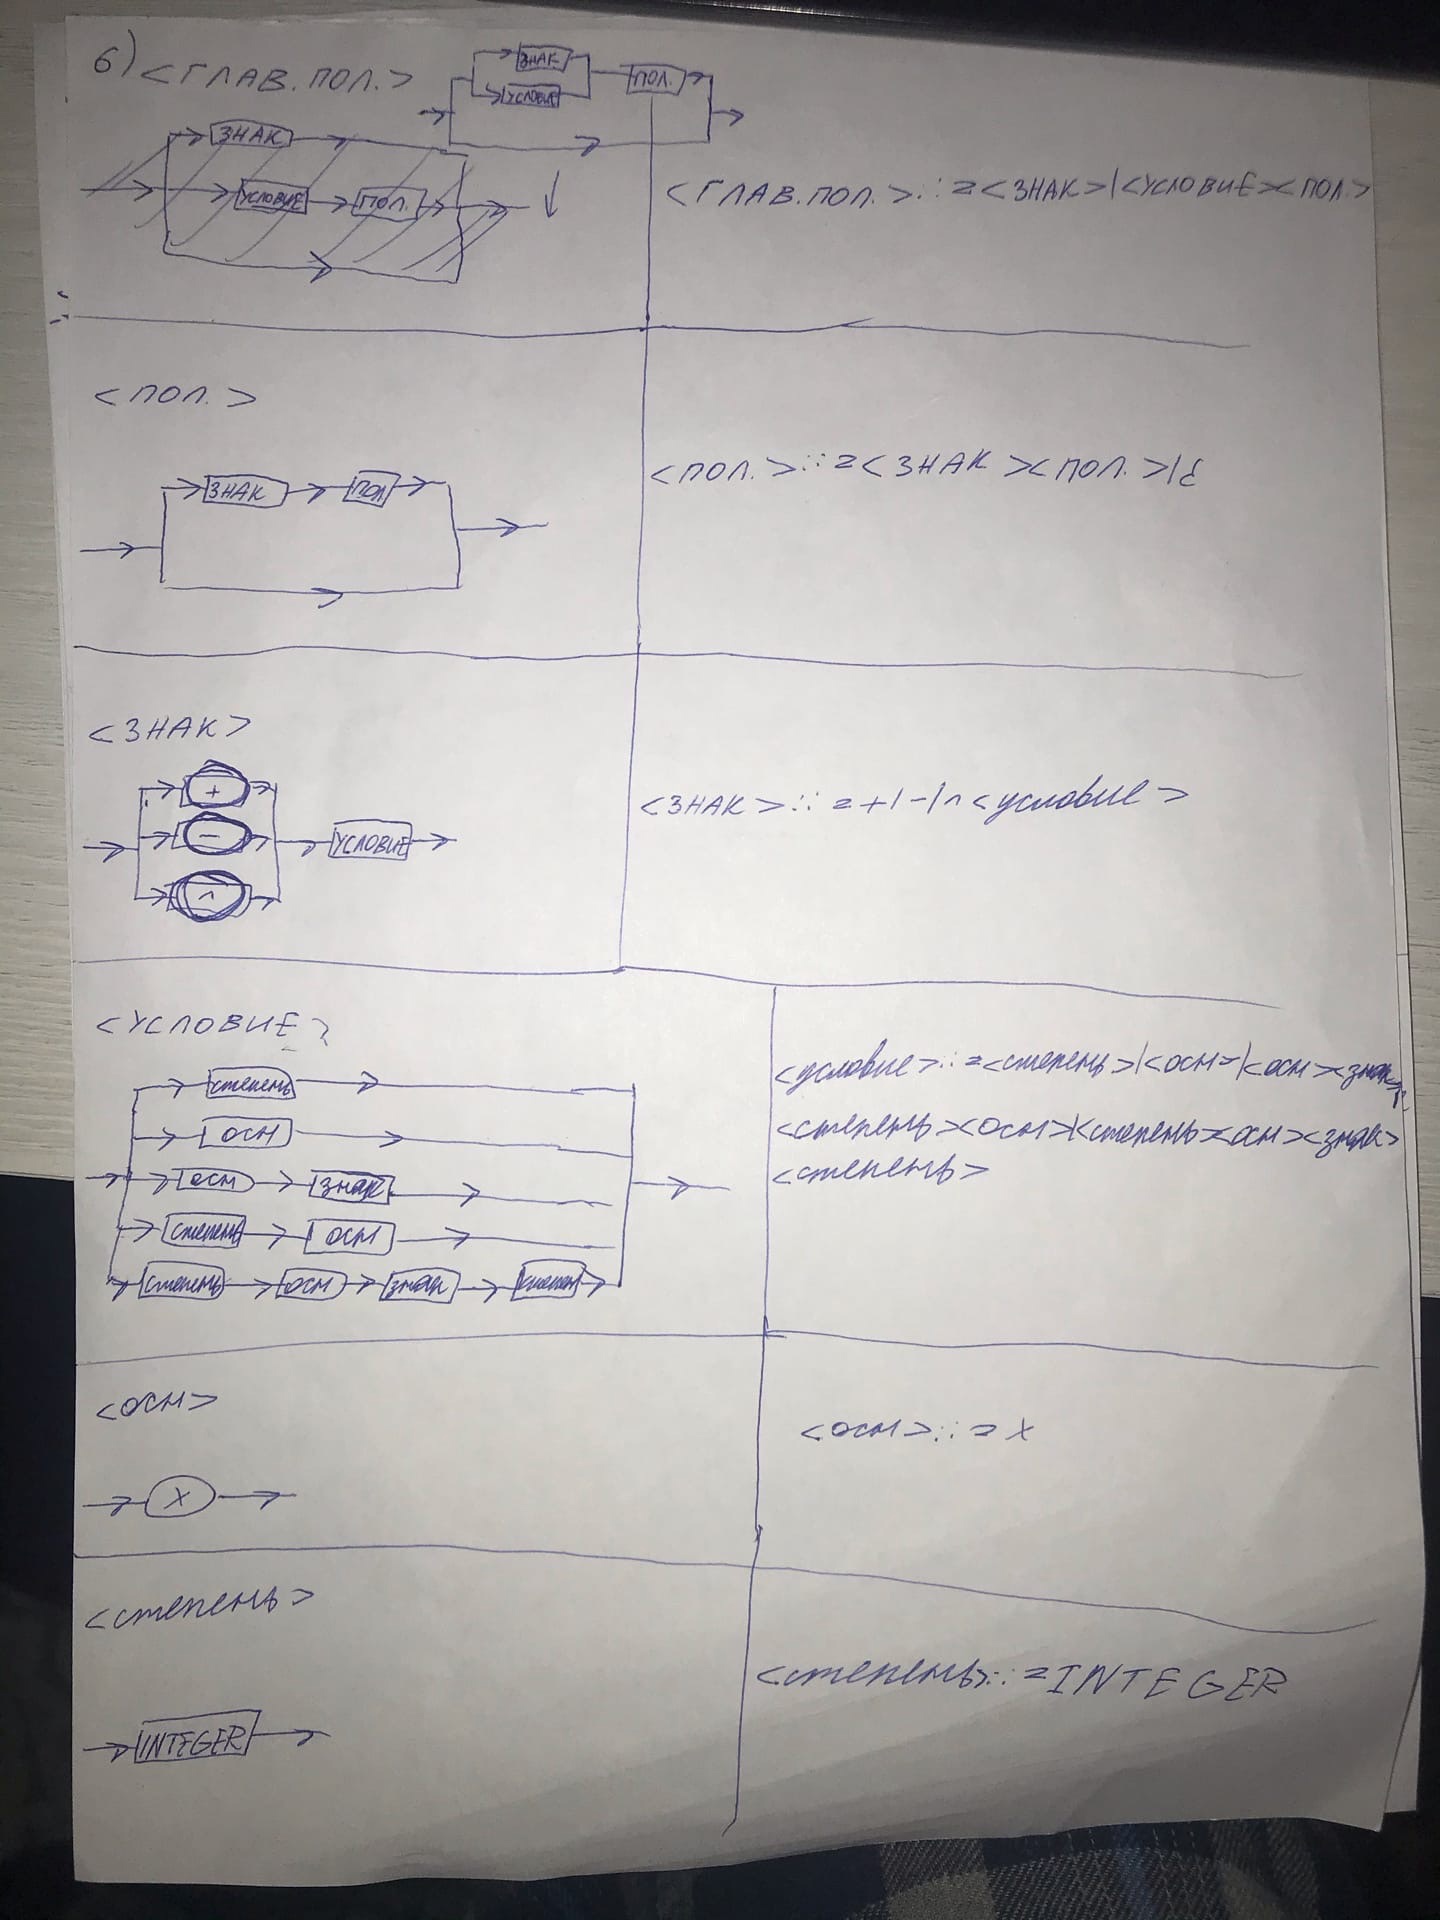 6) <ГЛАВ.ПОЛ.>
ЗНАК
УСЛОВИЕ
ПОЛ.
ЗНАК
УСЛОВИЕ ПОЛ.
<ГЛАВ.ПОЛ.>::=<ЗНАК>|<УСЛОВИЕ><ПОЛ>
<ПОЛ.>
ЗНАК ПОЛ
<ПОЛ.>::=<ЗНАК><ПОЛ.>|ε
<ЗНАК>
+
-
^
УСЛОВИЕ
<ЗНАК>::=+|-|^<условие>
<УСЛОВИЕ>
степень
осн
осн знак
степень осн
степень осн знак степен
<условие>::=<степень>|<осн>|<осн><знак>
<степень><осн>|<степень><осн><знак>
<степень>
<осн>
X
<осн>::=x
<степень>
INTEGER
<степень>::=INTEGER